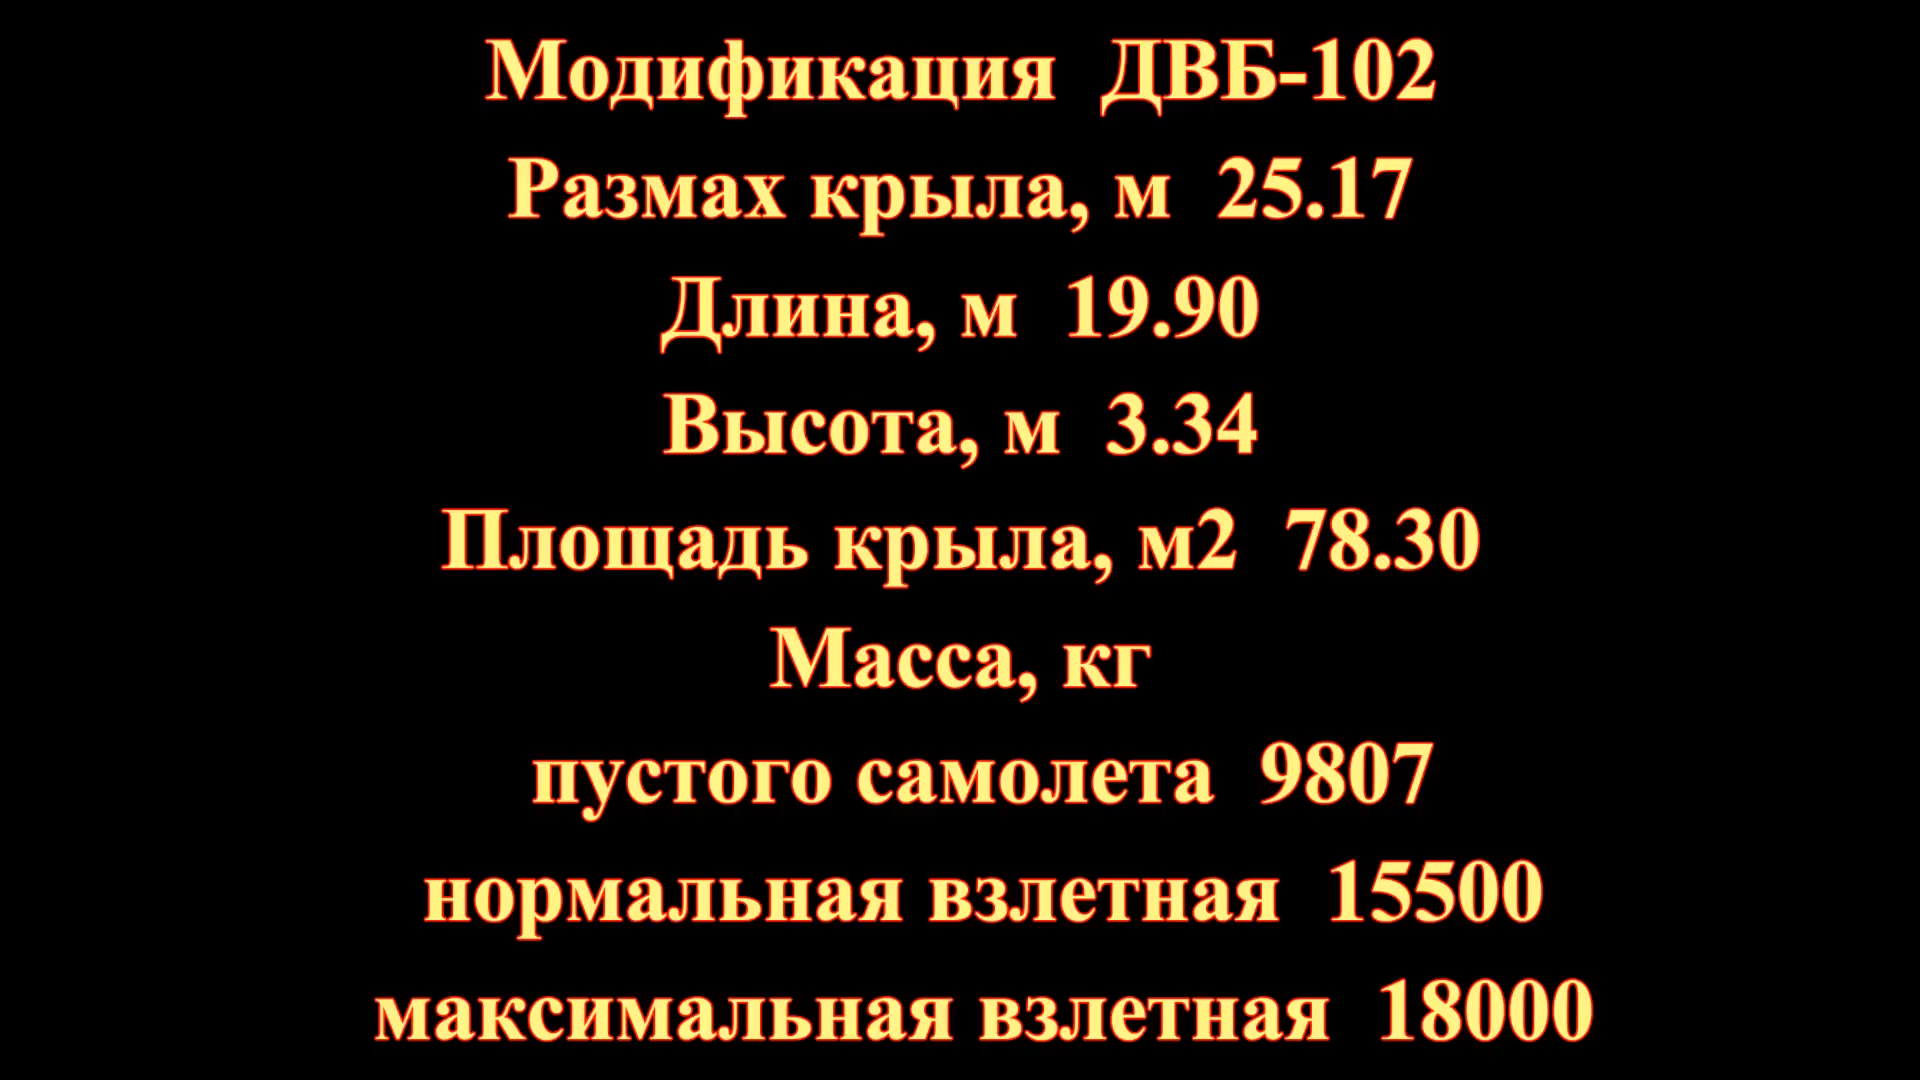 Модификация ДВБ-102
Размах крыла, м 25.17
Длина, м 19.90
Высота, м 3.34
Площадь крыла, м2 78.30
Масса, кг
пустого самолета 9807
нормальная взлетная 15500
максимальная взлетная 18000